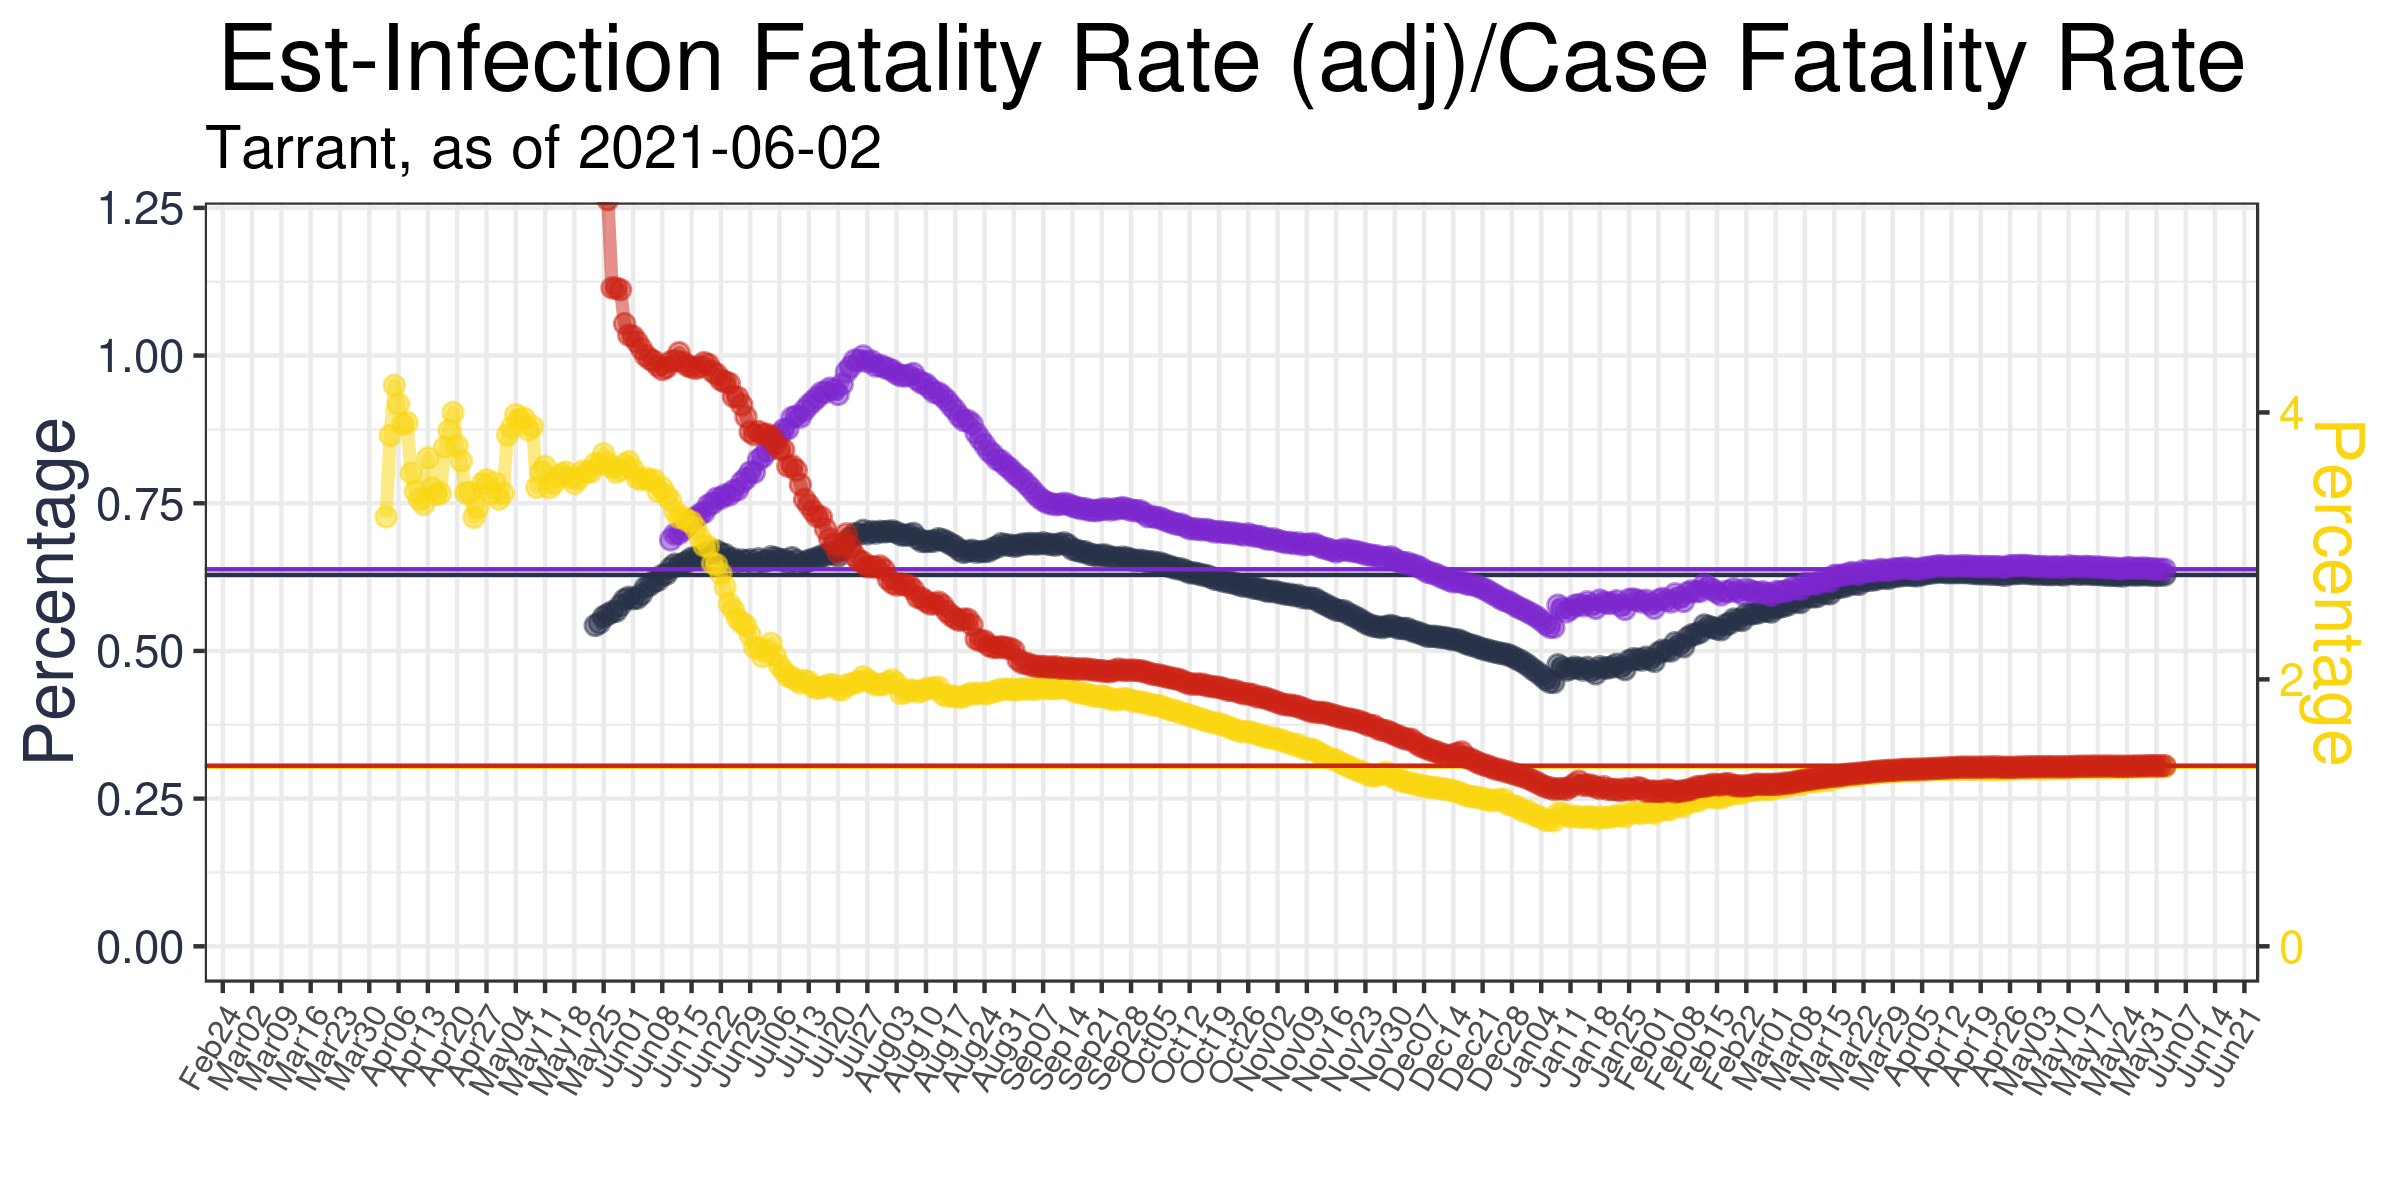 Est-Infection Fatality Rate (adj)/Case Fatality Rate
Tarrant, as of 2021-06-02
Percentage
1.25
1.00
0.75
0.50
0.25
0.00
4
2
0
Percentage
Feb24
Mar02
Mar09
Mar16
Mar23
Mar30
Apr06
Apr13
Apr20
Apr27
May04
May11
May18
May25
Jun01
Jun08
Jun15
Jun22
Jun29
Jul06
Jul13
Jul20
Jul27
Aug03
Aug10
Aug17
Aug24
Aug31
Sep07
Sep14
Sep21
Sep28
Oct05
Oct12
Oct19
Oct26
Nov02
Nov09
Nov16
Nov23
Nov30
Dec07
Dec14
Dec21
Dec28
Jan04
Jan11
Jan18
Jan25
Feb01
Feb08
Feb15
Feb22
Mar01
Mar08
Mar15
Mar22
Mar29
Apr05
Apr12
Apr19
Apr26
May03
May10
May17
May24
May31
Jun07
Jun14
Jun21